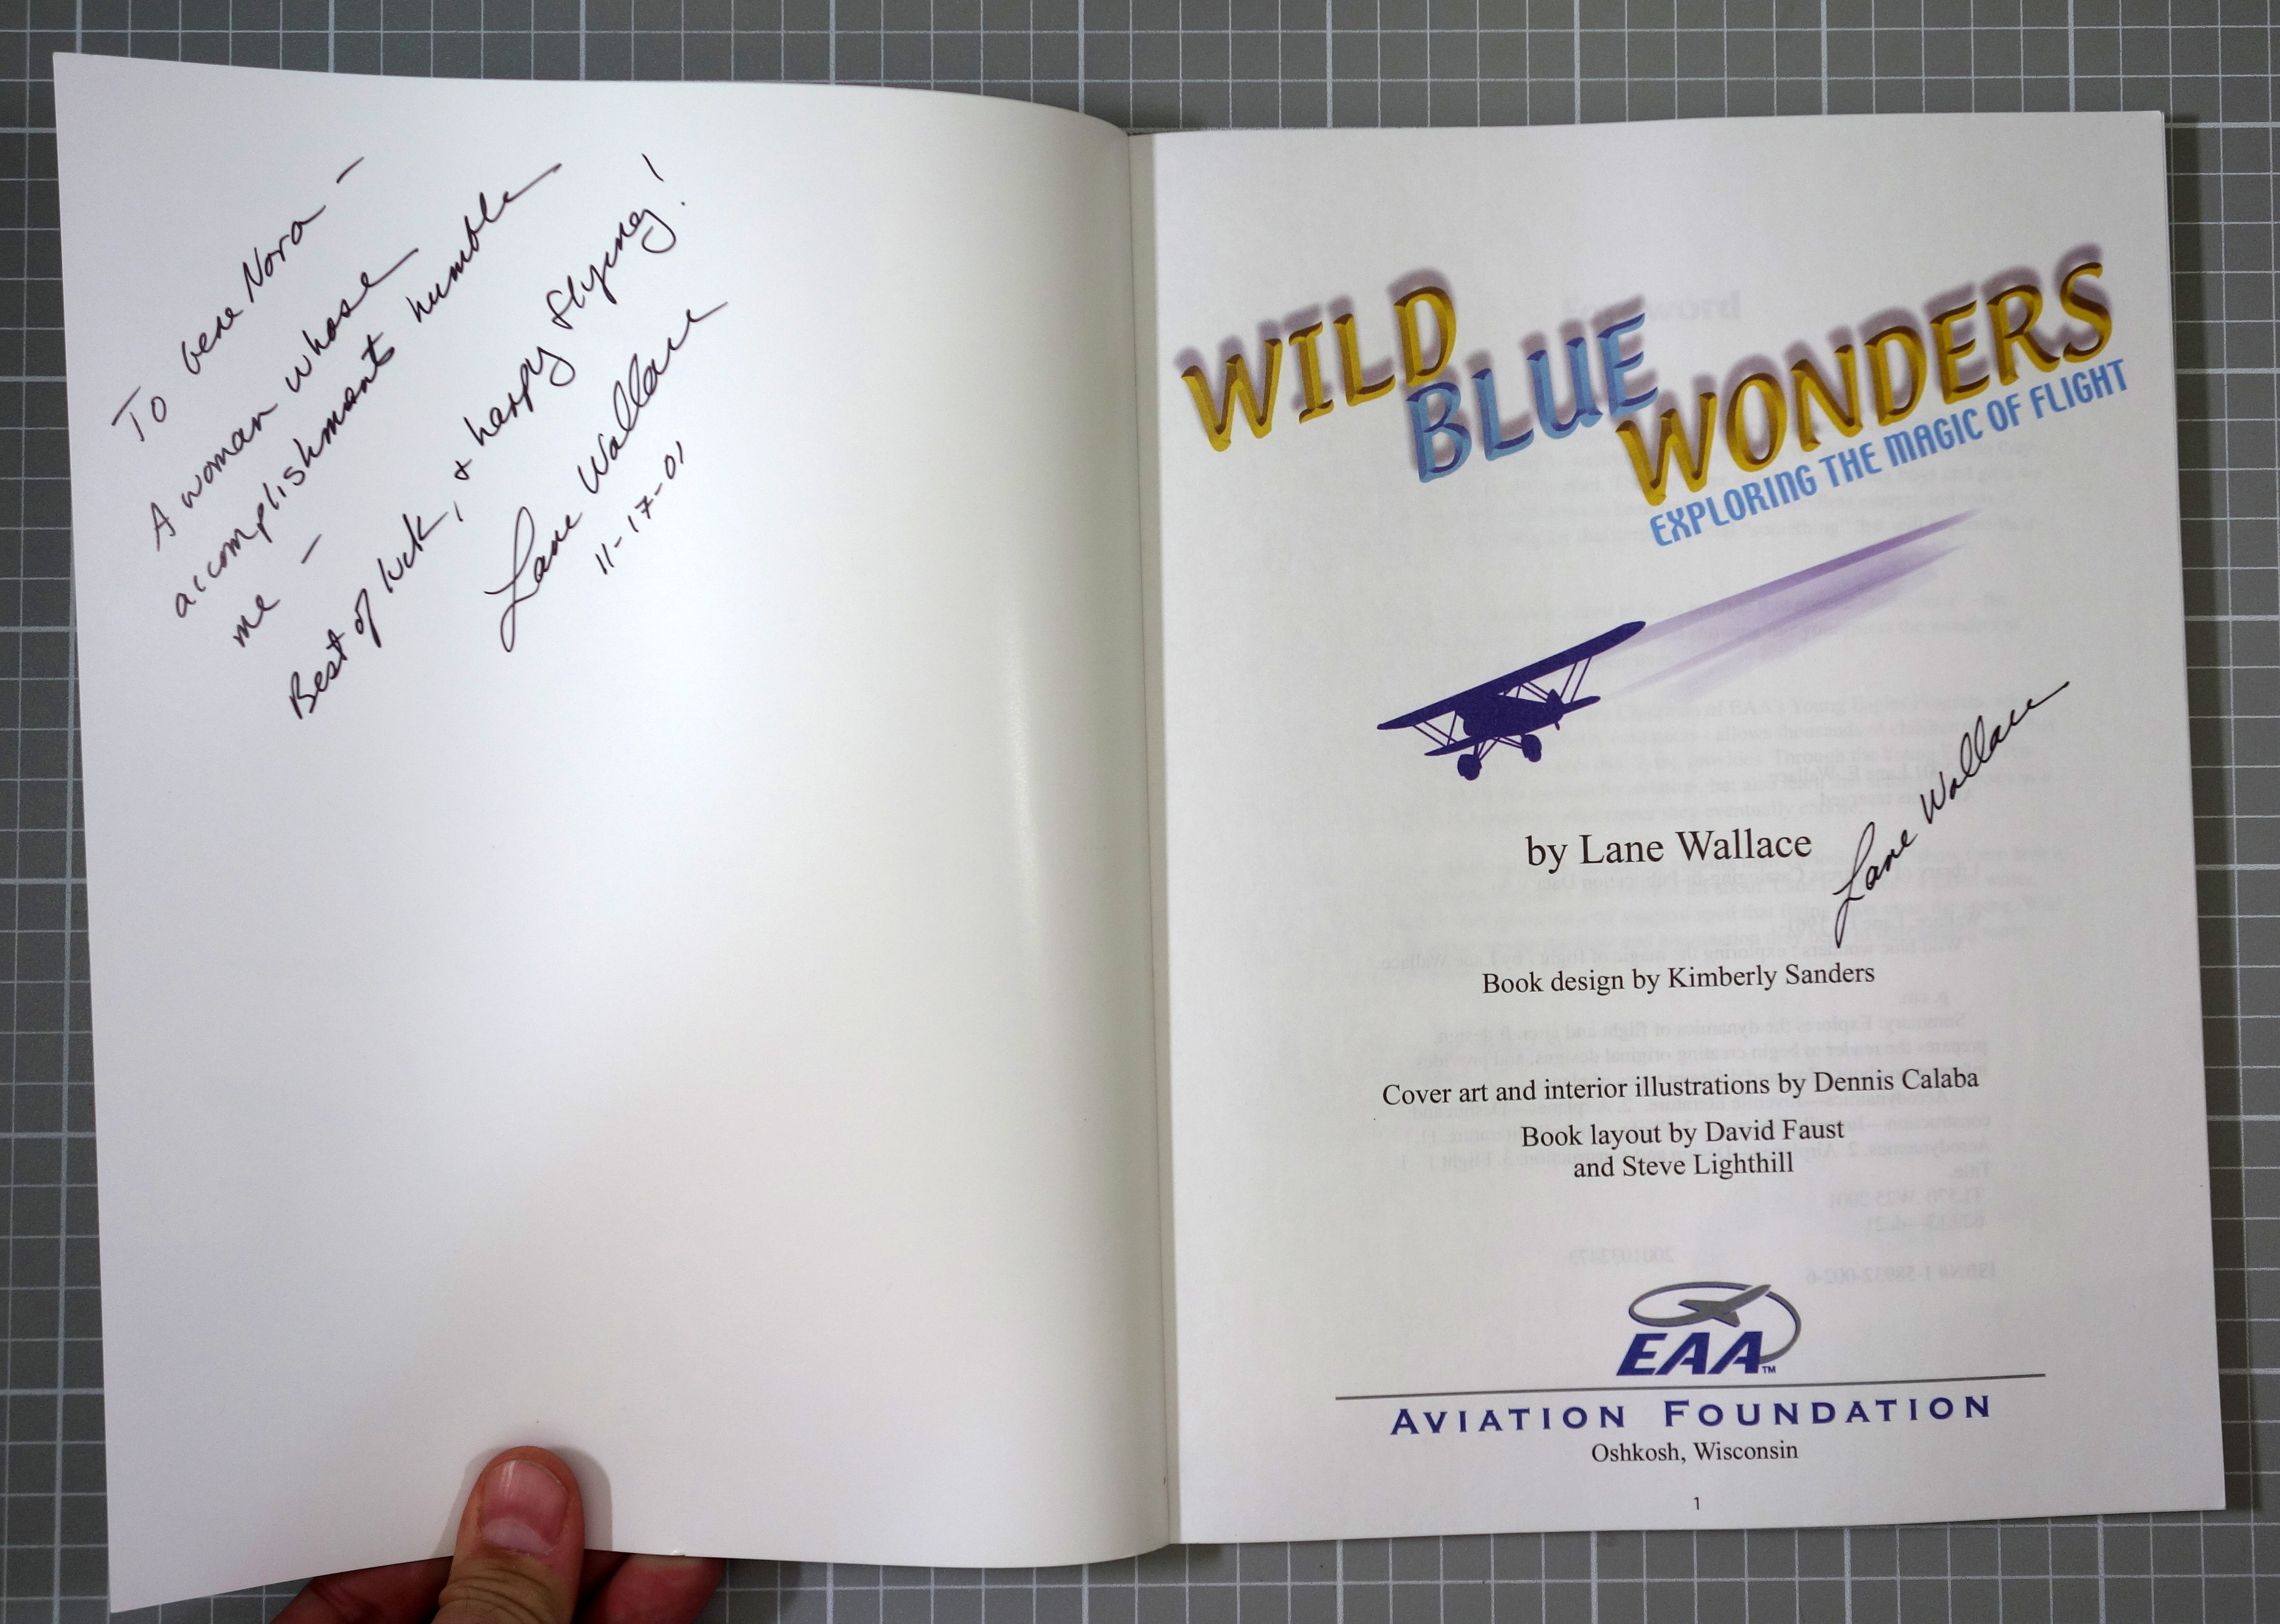 To Gene Nora –
A woman whose
accomplishments humble
me –
Best of luck, & happy flying!
Lane Wallace
11-17-01
WILD
BLUE
WONDERS
EXPLORING THE MAGIC OF FLIGHT
by Lane Wallace
Lane Wallace
Book design by Kimberly Sanders
Cover art and interior illustrations by Dennis Calaba
Book layout by David Faust
and Steve Lighthill
EAA™
AVIATION FOUNDATION
Oshkosh, Wisconsin
1